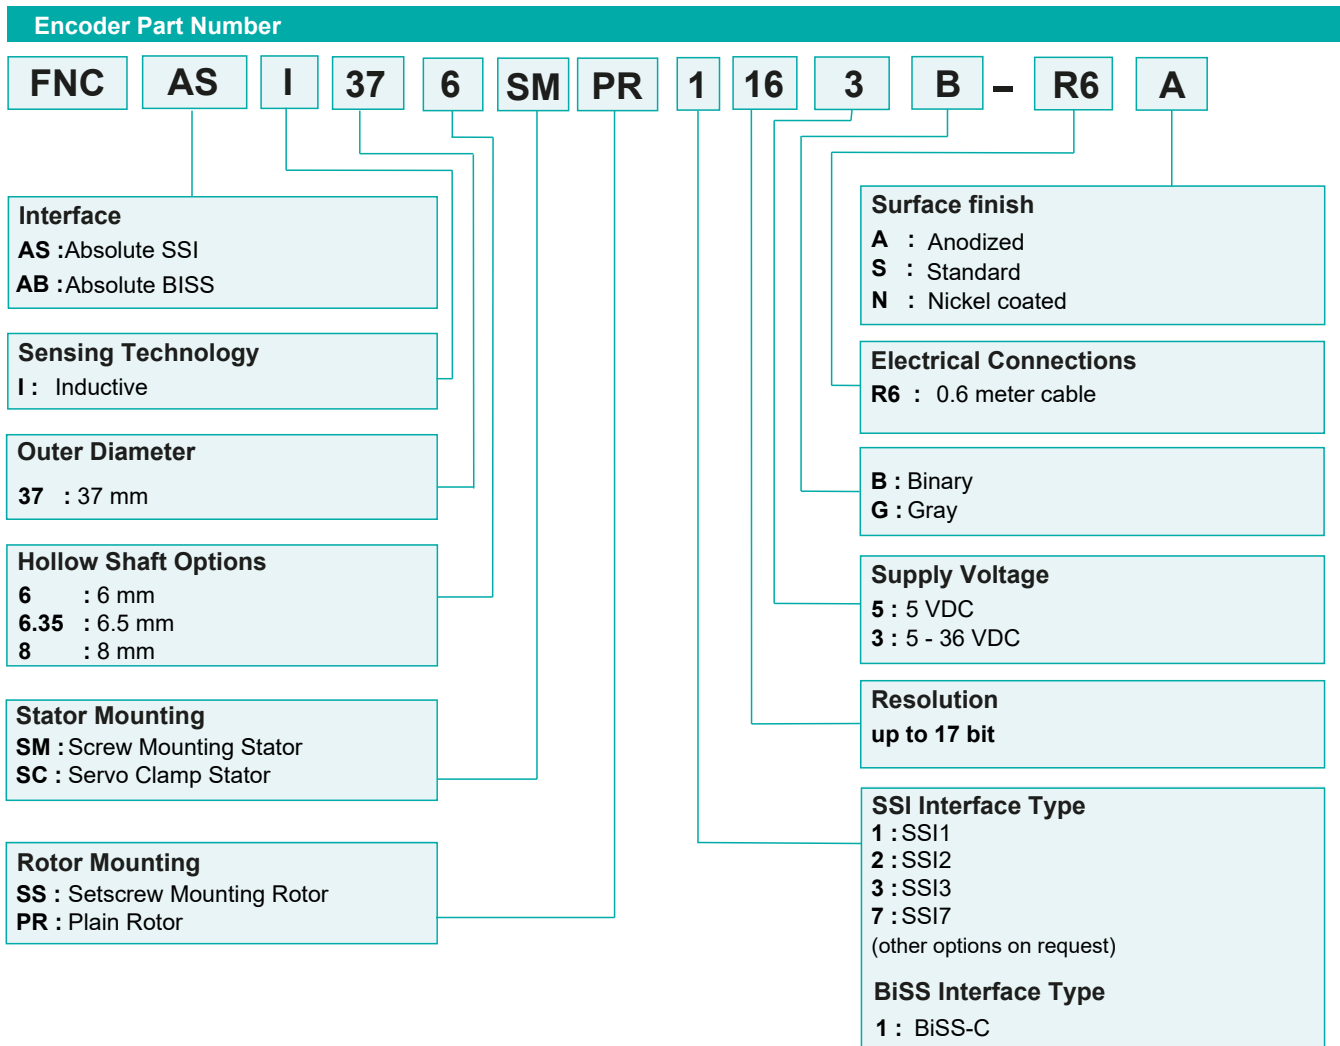 Encoder Part Number
FNC AS I 37 6 SM PR 1 16 3 B – R6 A
Interface
AS :Absolute SSI
AB :Absolute BISS
Sensing Technology
I : Inductive
Outer Diameter
37 : 37 mm
Hollow Shaft Options
6 : 6 mm
6.35 : 6.5 mm
8 : 8 mm
Stator Mounting
SM : Screw Mounting Stator
SC : Servo Clamp Stator
Rotor Mounting
SS : Setscrew Mounting Rotor
PR : Plain Rotor
Surface finish
A : Anodized
S : Standard
N : Nickel coated
Electrical Connections
R6 : 0.6 meter cable
B : Binary
G : Gray
Supply Voltage
5 : 5 VDC
3 : 5 - 36 VDC
Resolution
up to 17 bit
SSI Interface Type
1 : SSI1
2 : SSI2
3 : SSI3
7 : SSI7
(other options on request)
BiSS Interface Type
1 : BiSS-C